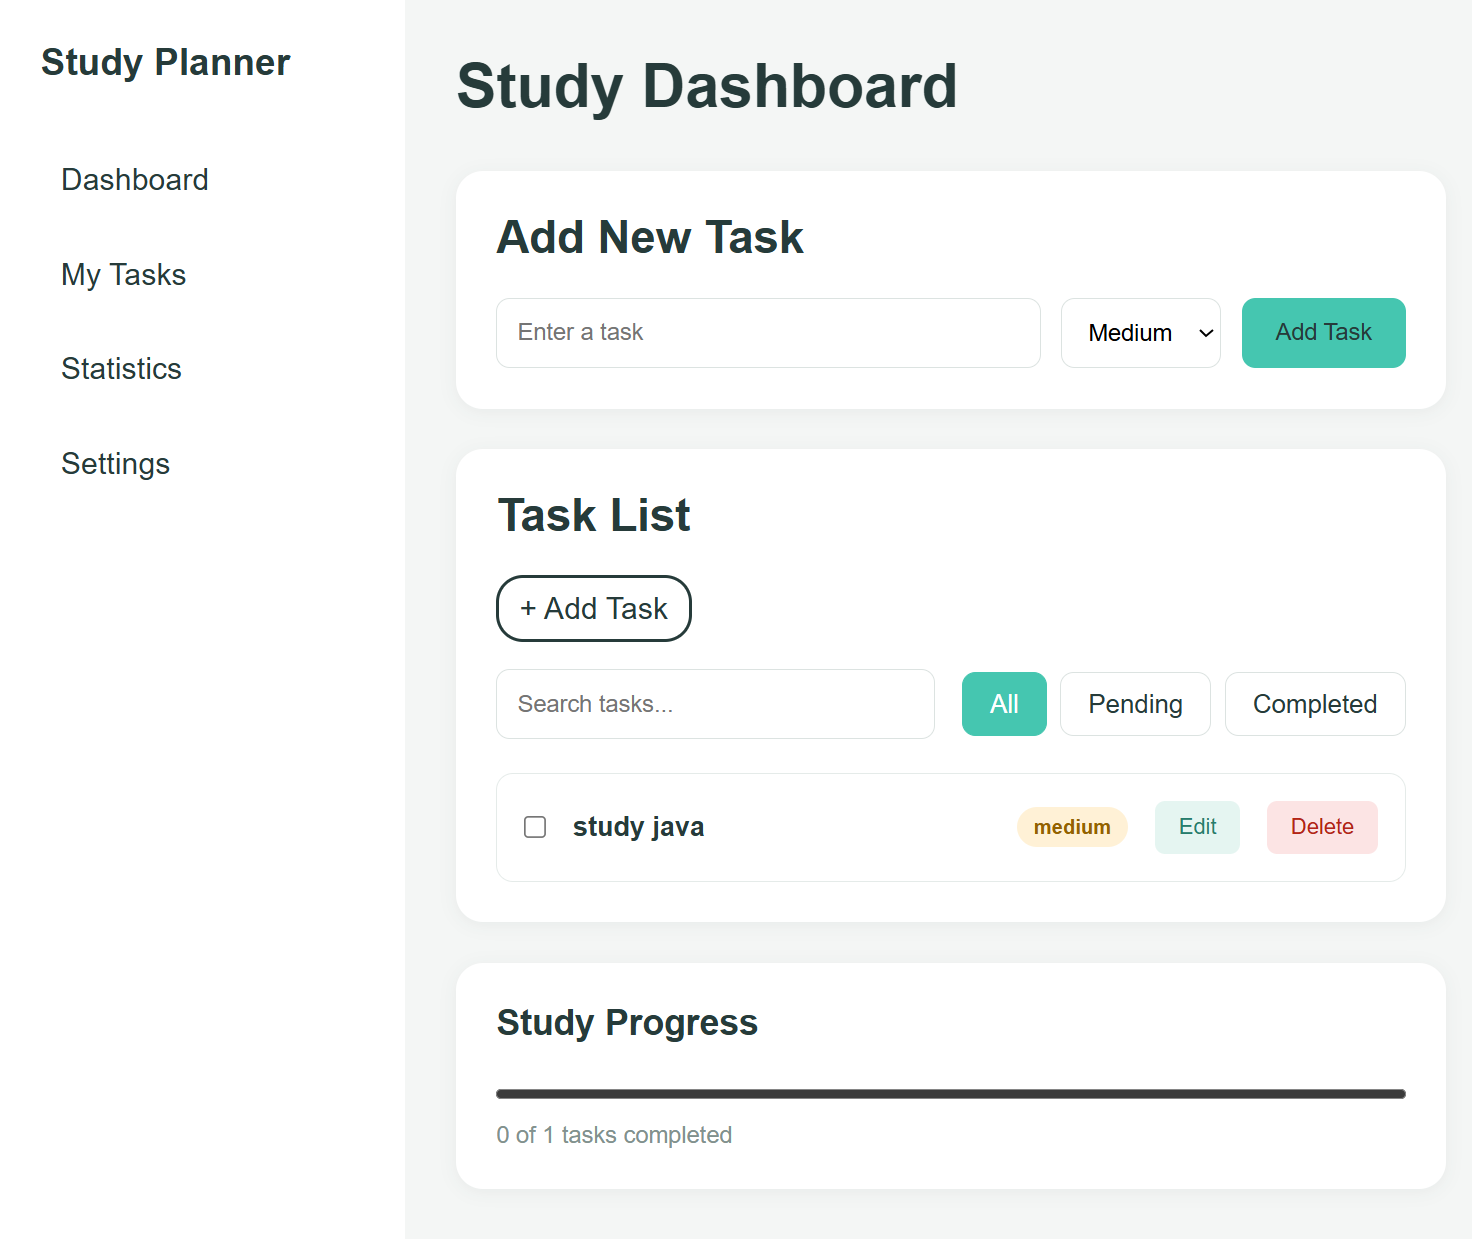 Study Planner
Dashboard
My Tasks
Statistics
Settings
Study Dashboard
Add New Task
Enter a task
Medium
Add Task
Task List
+ Add Task
Search tasks...
All
Pending
Completed
study java
medium
Edit
Delete
Study Progress
0 of 1 tasks completed